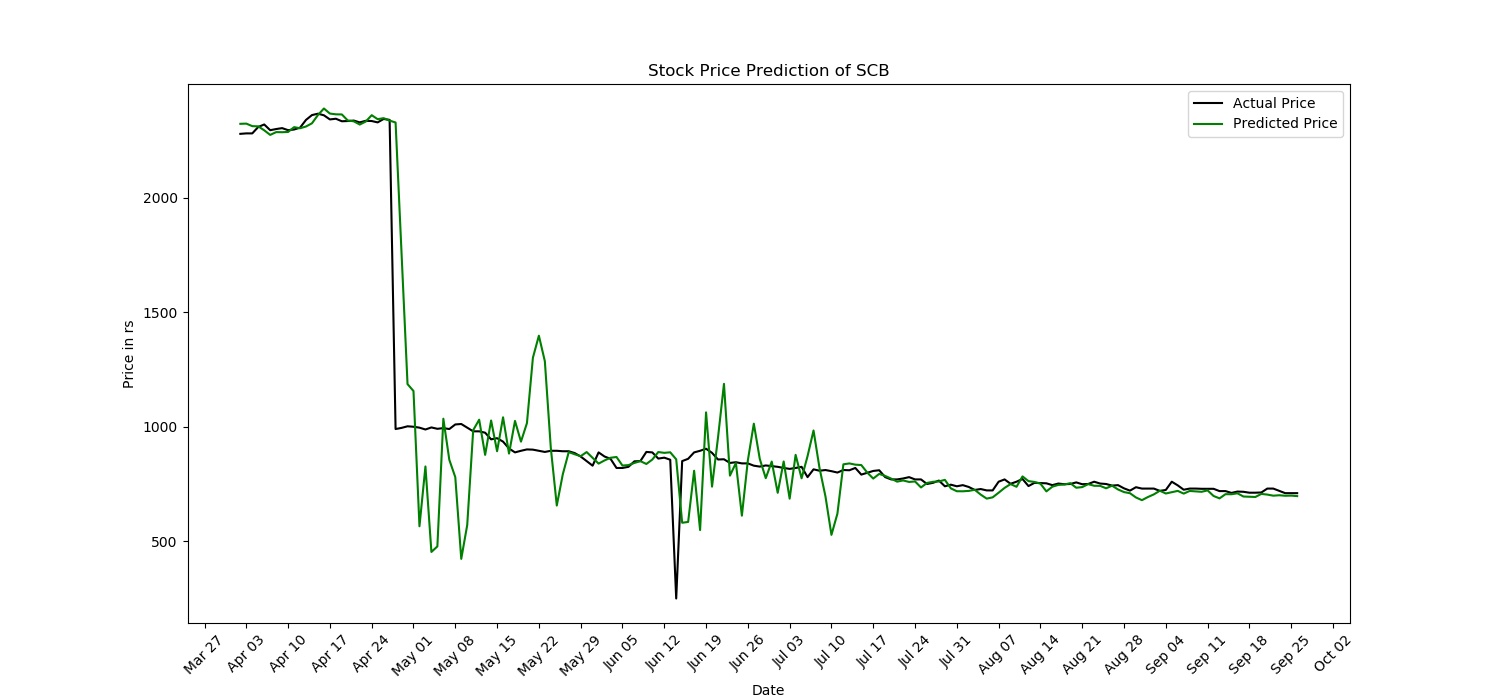 Stock Price Prediction of SCB
Actual Price
Predicted Price
Price in rs
2000
1500
1000
500
Mar 27
Apr 03
Apr 10
Apr 17
Apr 24
May 01
May 08
May 15
May 22
May 29
Jun 05
Jun 12
Jun 19
Jun 26
Jul 03
Jul 10
Jul 17
Jul 24
Jul 31
Aug 07
Aug 14
Aug 21
Aug 28
Sep 04
Sep 11
Sep 18
Sep 25
Oct 02
Date